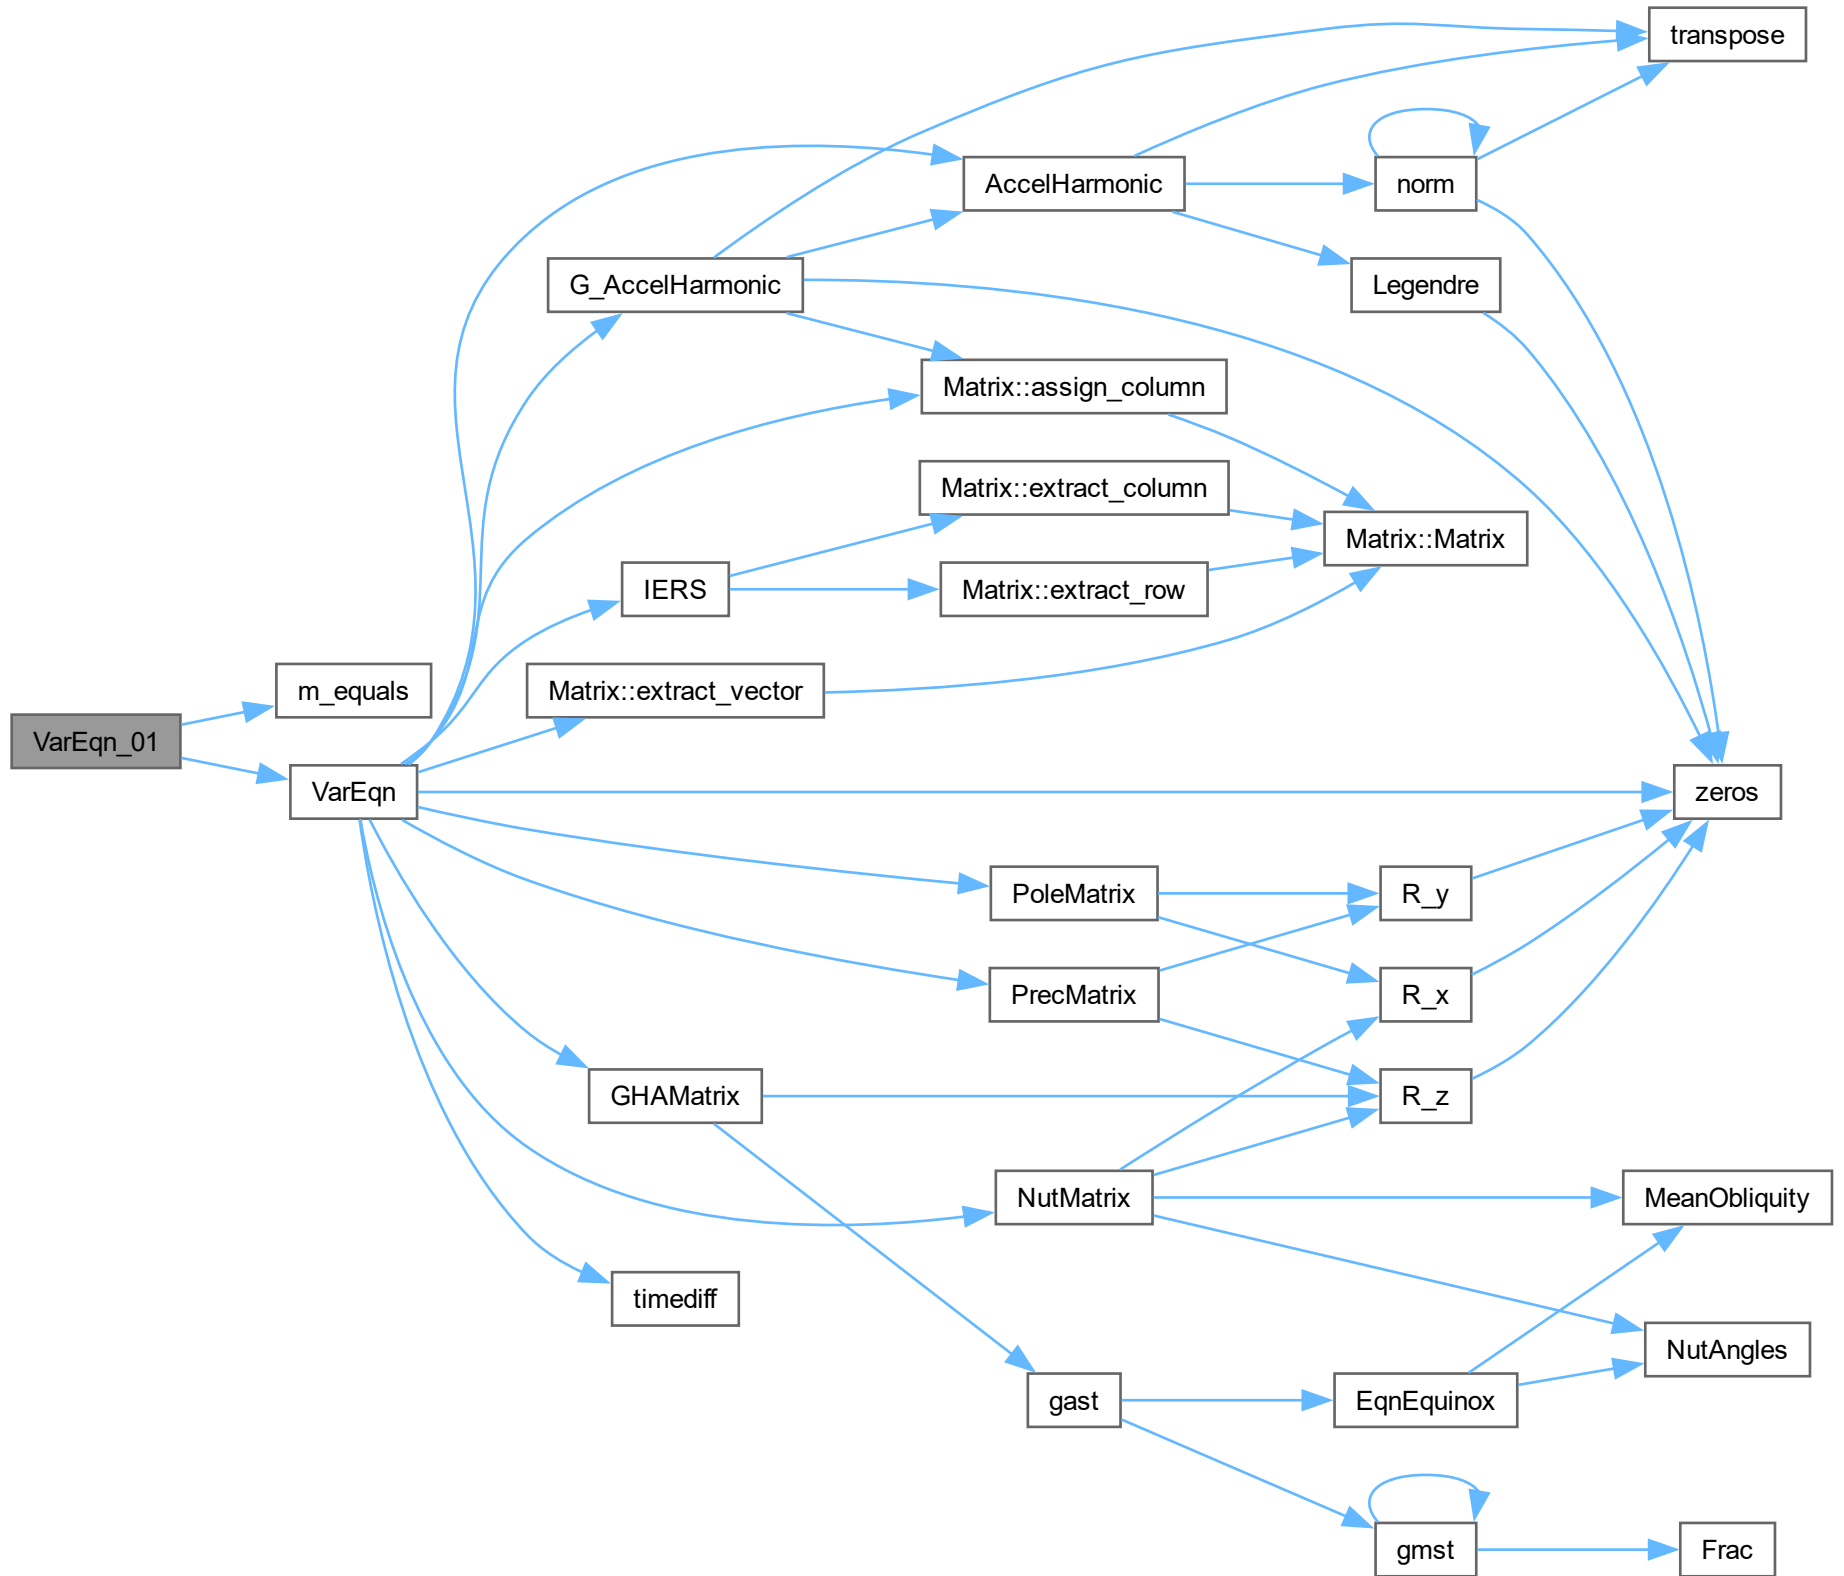 transpose
AccelHarmonic
norm
G_AccelHarmonic
Legendre
Matrix::assign_column
Matrix::extract_column
Matrix::Matrix
IERS
Matrix::extract_row
m_equals
Matrix::extract_vector
VarEqn_01
VarEqn
zeros
PoleMatrix
R_y
PrecMatrix
R_x
GHAMatrix
R_z
NutMatrix
MeanObliquity
timediff
NutAngles
gast
EqnEquinox
gmst
Frac